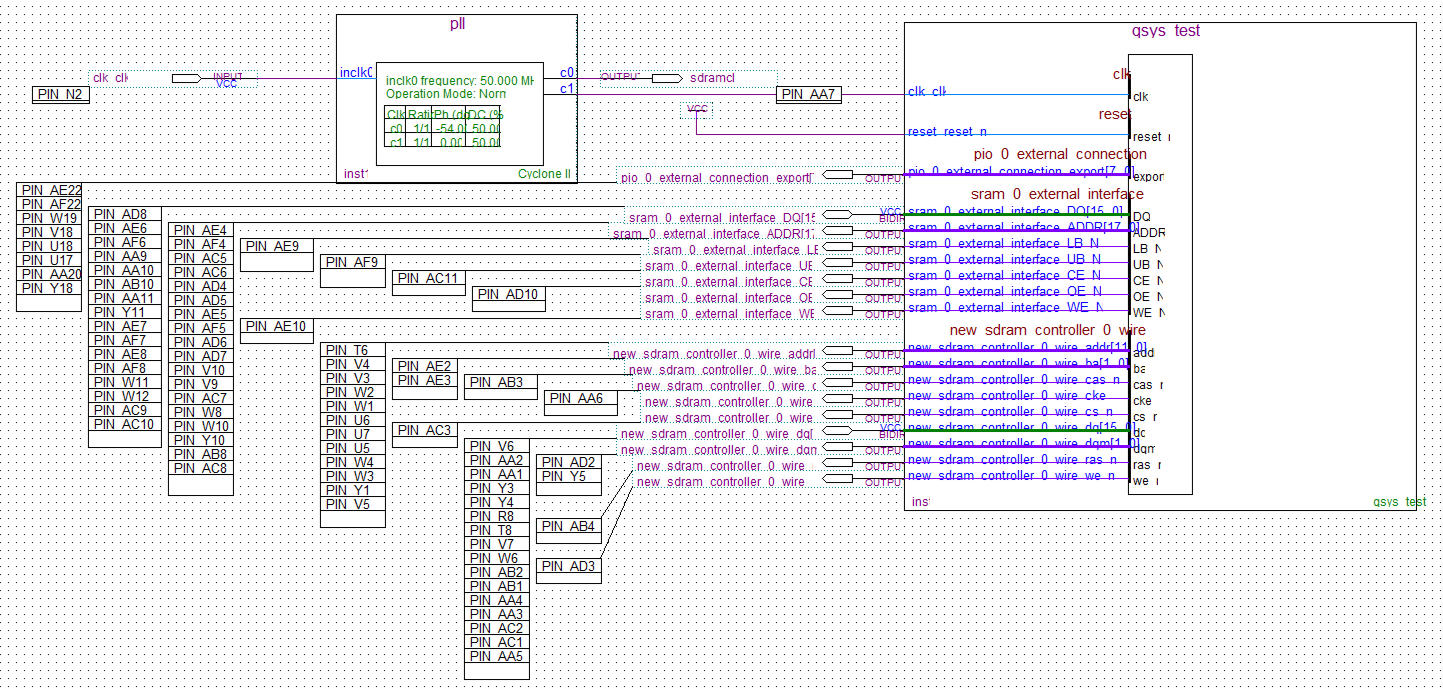 pll
qsys_test
clk_clk
INPUT
VCC
PIN_N2
inclk0
inclk0 frequency: 50.000 MH
Operation Mode: Norm
Clk Ratio Ph (dg DC (%
c0 1/1 -54.00 50.00
c1 1/1 0.00 50.00
inst1
Cyclone II
c0
c1
OUTPUT
sdramcl
PIN_AA7
VCC
clk_clk
reset_reset_n
clk
clk
reset
reset_n
pio_0_external_connection
pio_0_external_connection_export[
OUTPUT
pio_0_external_connection_export[7..0]
export
sram_0_external_interface
sram_0_external_interface_DQ[15
VCC
BIDIR
sram_0_external_interface_DQ[15..0]
DQ
sram_0_external_interface_ADDR[17
OUTPUT
sram_0_external_interface_ADDR[17..0]
ADDR
sram_0_external_interface_LB
OUTPUT
sram_0_external_interface_LB_N
LB_N
sram_0_external_interface_UB
OUTPUT
sram_0_external_interface_UB_N
UB_N
sram_0_external_interface_CE
OUTPUT
sram_0_external_interface_CE_N
CE_N
sram_0_external_interface_OE
OUTPUT
sram_0_external_interface_OE_N
OE_N
sram_0_external_interface_WE
OUTPUT
sram_0_external_interface_WE_N
WE_N
new_sdram_controller_0_wire
new_sdram_controller_0_wire_addr
OUTPUT
new_sdram_controller_0_wire_addr[11..0]
add
new_sdram_controller_0_wire_ba
OUTPUT
new_sdram_controller_0_wire_ba[1..0]
ba
new_sdram_controller_0_wire_c
OUTPUT
new_sdram_controller_0_wire_cas_n
cas_n
new_sdram_controller_0_wire
OUTPUT
new_sdram_controller_0_wire_cke
cke
new_sdram_controller_0_wire
OUTPUT
new_sdram_controller_0_wire_cs_n
cs_n
new_sdram_controller_0_wire_dq[
VCC
BIDIR
new_sdram_controller_0_wire_dq[15..0]
dq
new_sdram_controller_0_wire_dqm
OUTPUT
new_sdram_controller_0_wire_dqm[1..0]
dqm
new_sdram_controller_0_wire
OUTPUT
new_sdram_controller_0_wire_ras_n
ras_n
new_sdram_controller_0_wire
OUTPUT
new_sdram_controller_0_wire_we_n
we_n
inst
qsys_test
PIN_AE22
PIN_AF22
PIN_W19
PIN_V18
PIN_U18
PIN_U17
PIN_AA20
PIN_Y18
PIN_AD8
PIN_AE6
PIN_AF6
PIN_AA9
PIN_AA10
PIN_AB10
PIN_AA11
PIN_Y11
PIN_AE7
PIN_AF7
PIN_AE8
PIN_AF8
PIN_W11
PIN_W12
PIN_AC9
PIN_AC10
PIN_AE4
PIN_AF4
PIN_AC5
PIN_AC6
PIN_AD4
PIN_AD5
PIN_AE5
PIN_AF5
PIN_AD6
PIN_AD7
PIN_V10
PIN_V9
PIN_AC7
PIN_W8
PIN_W10
PIN_Y10
PIN_AB8
PIN_AC8
PIN_AE9
PIN_AF9
PIN_AC11
PIN_AD10
PIN_AE10
PIN_T6
PIN_V4
PIN_V3
PIN_W2
PIN_W1
PIN_U6
PIN_U7
PIN_U5
PIN_W4
PIN_W3
PIN_Y1
PIN_V5
PIN_AE2
PIN_AE3
PIN_AB3
PIN_AA6
PIN_AC3
PIN_V6
PIN_AA2
PIN_AA1
PIN_Y3
PIN_Y4
PIN_R8
PIN_T8
PIN_V7
PIN_W6
PIN_AB2
PIN_AB1
PIN_AA4
PIN_AA3
PIN_AC2
PIN_AC1
PIN_AA5
PIN_AD2
PIN_Y5
PIN_AB4
PIN_AD3